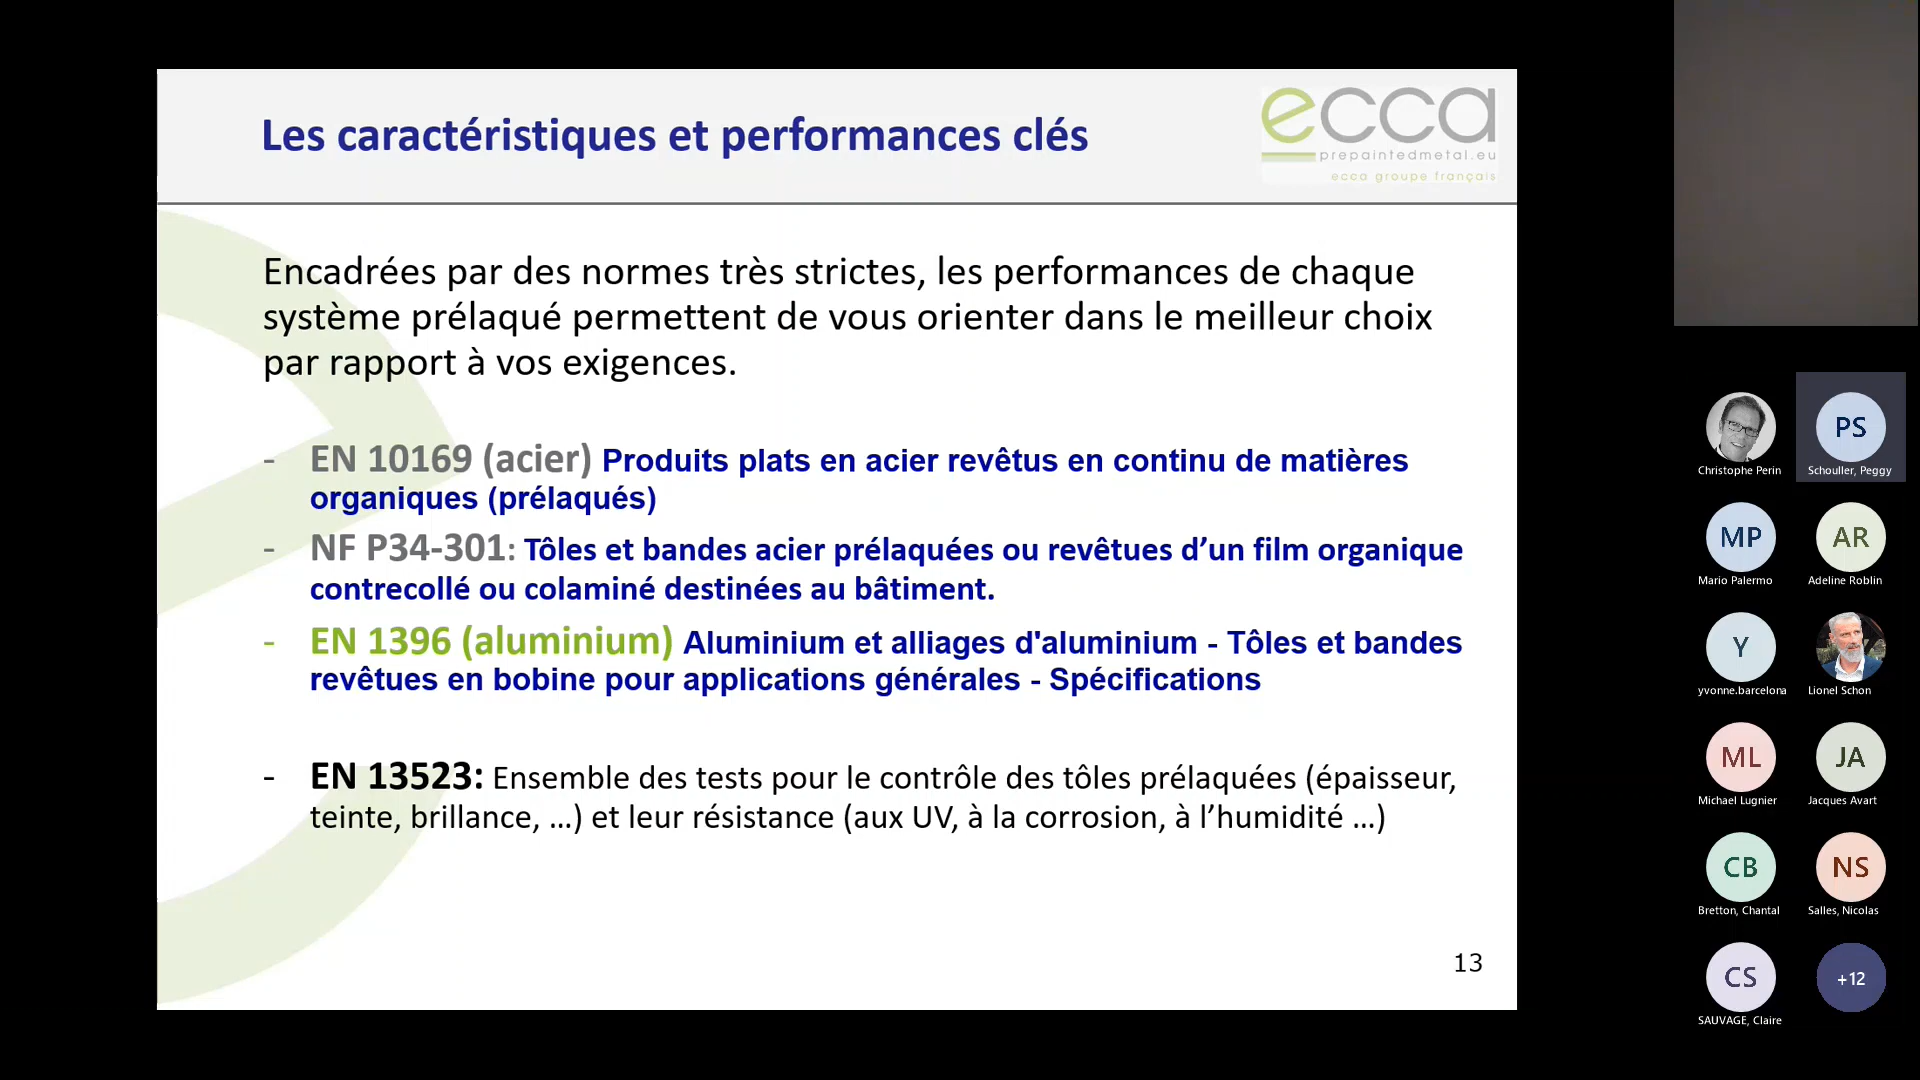 Les caractéristiques et performances clés
ecca
prepaintedmetal.eu
ecca groupe français
Encadrées par des normes très strictes, les performances de chaque
système prélaqué permettent de vous orienter dans le meilleur choix
par rapport à vos exigences.
- EN 10169 (acier) Produits plats en acier revêtus en continu de matières
organiques (prélaqués)
- NF P34-301: Tôles et bandes acier prélaquées ou revêtues d’un film organique
contrecollé ou colaminé destinées au bâtiment.
- EN 1396 (aluminium) Aluminium et alliages d'aluminium - Tôles et bandes
revêtues en bobine pour applications générales - Spécifications
- EN 13523: Ensemble des tests pour le contrôle des tôles prélaquées (épaisseur,
teinte, brillance, ...) et leur résistance (aux UV, à la corrosion, à l’humidité ...)
13
Christophe Perin
PS
Schouller, Peggy
MP
Mario Palermo
AR
Adeline Roblin
Y
yvonne.barcelona
Lionel Schon
ML
Michael Lugnier
JA
Jacques Avart
CB
Bretton, Chantal
NS
Salles, Nicolas
CS
SAUVAGE, Claire
+12